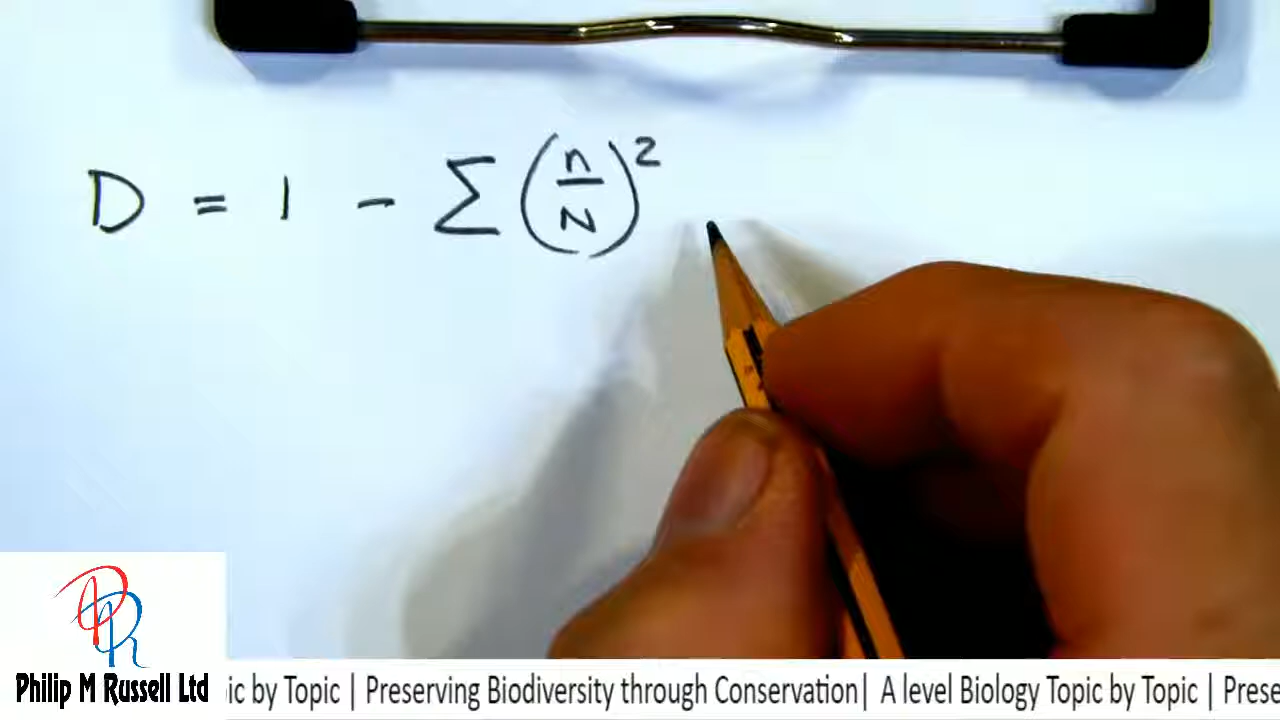 D = 1 - Σ (n/N)²
Philip M Russell Ltd
ic by Topic | Preserving Biodiversity through Conservation| A level Biology Topic by Topic | Prese